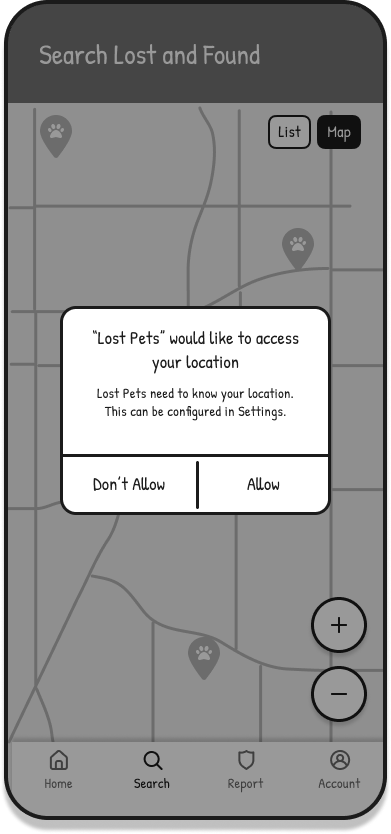 Search Lost and Found
List
Map
“Lost Pets” would like to access
your location
Lost Pets need to know your location.
This can be configured in Settings.
Don’t Allow
Allow
Home
Search
Report
Account